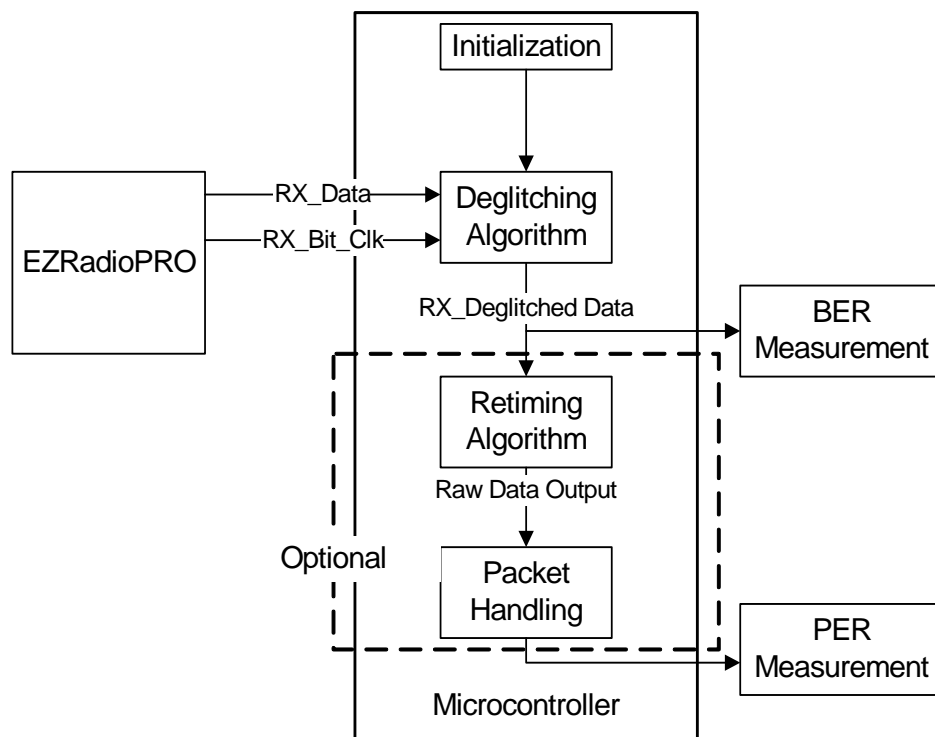 Initialization
RX_Data
RX_Bit_Clk
EZRadioPRO
Deglitching
Algorithm
RX_Deglitched Data
BER
Measurement
Retiming
Algorithm
Raw Data Output
Optional
Packet
Handling
PER
Measurement
Microcontroller